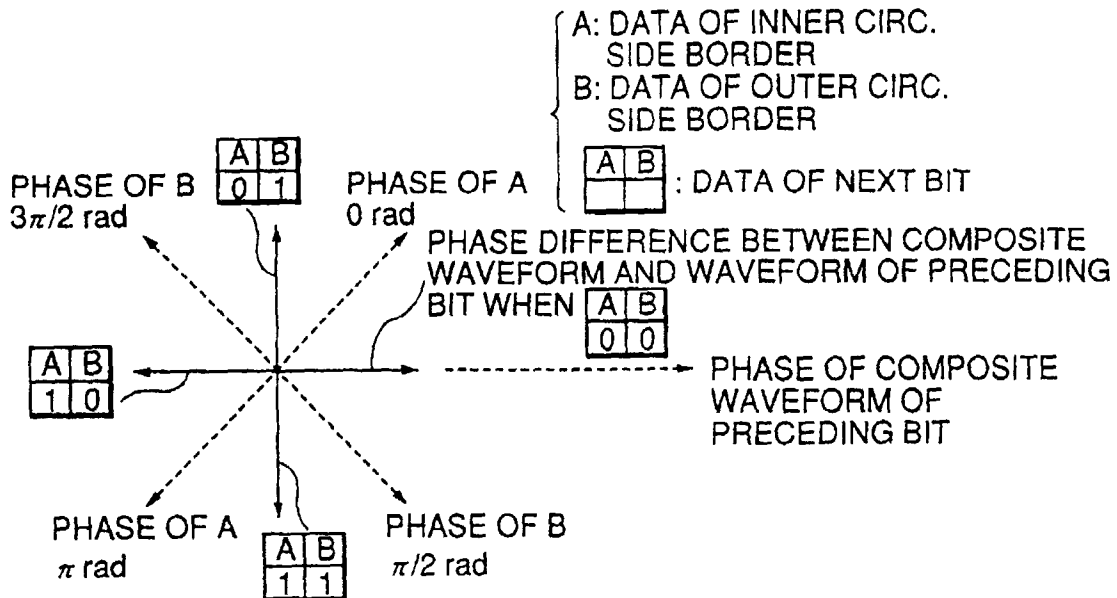 A: DATA OF INNER CIRC.
SIDE BORDER
B: DATA OF OUTER CIRC.
SIDE BORDER
A B
: DATA OF NEXT BIT
A B
0 1
PHASE OF B
3π/2 rad
PHASE OF A
0 rad
PHASE DIFFERENCE BETWEEN COMPOSITE
WAVEFORM AND WAVEFORM OF PRECEDING
BIT WHEN
A B
0 0
A B
1 0
PHASE OF COMPOSITE
WAVEFORM OF
PRECEDING BIT
PHASE OF A
π rad
A B
1 1
PHASE OF B
π/2 rad